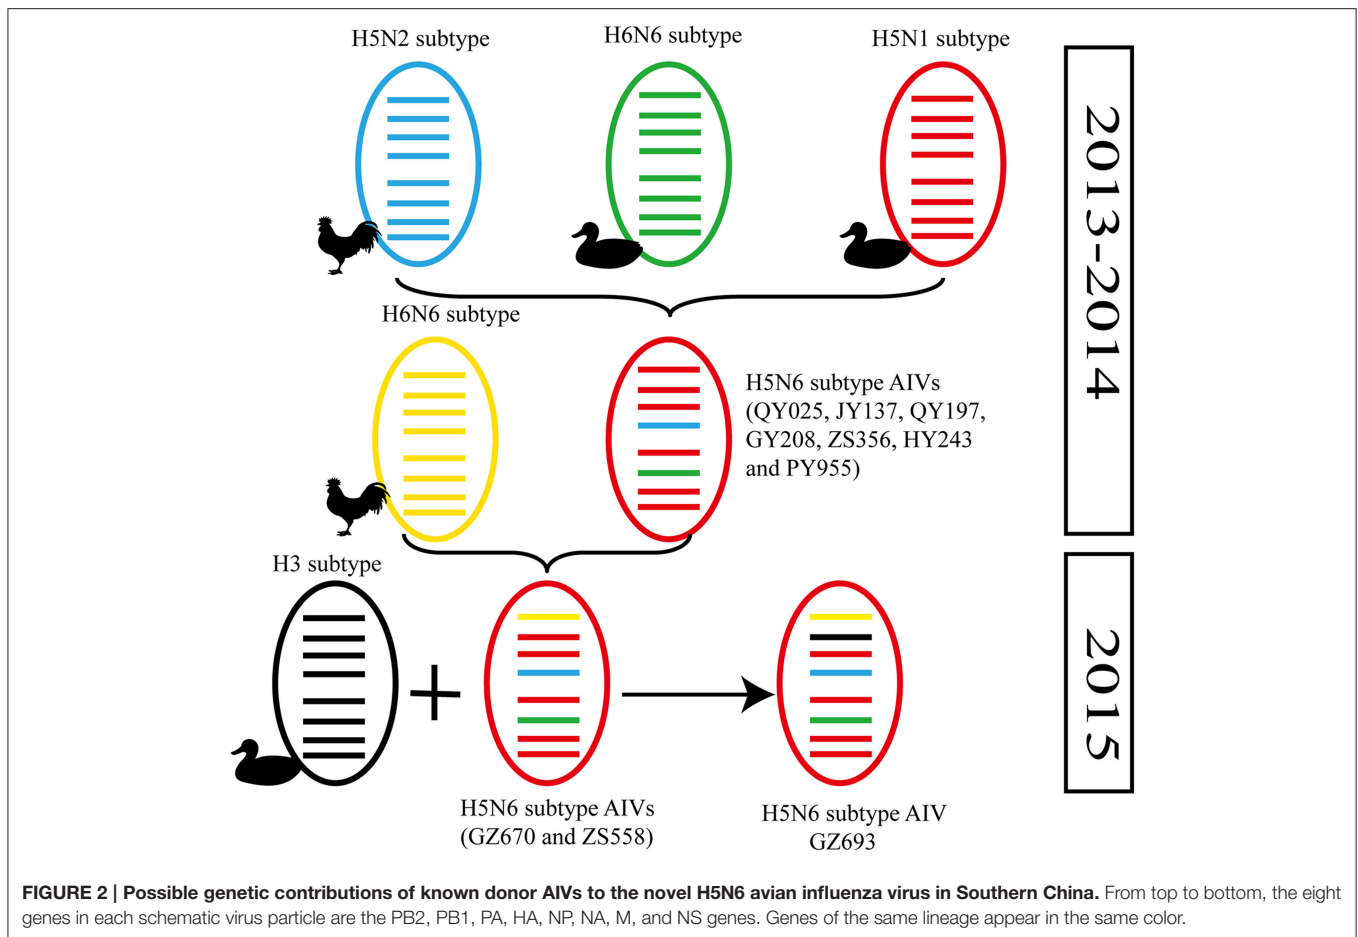 H5N2 subtype
H6N6 subtype
H5N1 subtype
2013-2014
H6N6 subtype
H5N6 subtype AIVs
(QY025, JY137, QY197,
GY208, ZS356, HY243
and PY955)
H3 subtype
2015
H5N6 subtype AIVs
(GZ670 and ZS558)
H5N6 subtype AIV
GZ693
FIGURE 2 | Possible genetic contributions of known donor AIVs to the novel H5N6 avian influenza virus in Southern China. From top to bottom, the eight
genes in each schematic virus particle are the PB2, PB1, PA, HA, NP, NA, M, and NS genes. Genes of the same lineage appear in the same color.